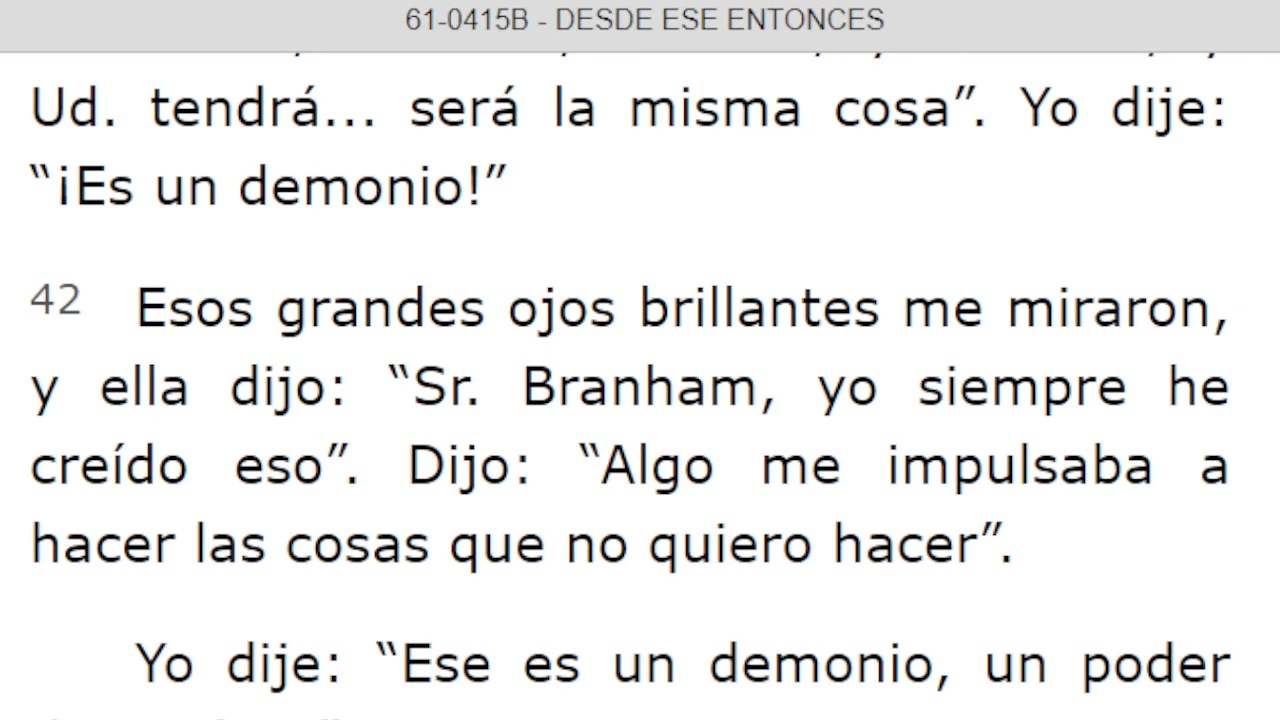 61-0415B - DESDE ESE ENTONCES
Ud. tendrá... será la misma cosa”. Yo dije:
“¡Es un demonio!”
42 Esos grandes ojos brillantes me miraron,
y ella dijo: “Sr. Branham, yo siempre he
creído eso”. Dijo: “Algo me impulsaba a
hacer las cosas que no quiero hacer”.
Yo dije: “Ese es un demonio, un poder